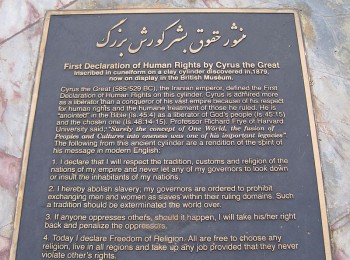 منشور حقوق بشر کورش بزرگ
First Declaration of Human Rights by Cyrus the Great
Inscribed in cuneiform on a clay cylinder discovered in 1879,
now on display in the British Museum.
Cyrus the Great (585-529 BC), the Iranian emperor, defined the First
Declaration of Human Rights on this cylinder. Cyrus is admired more
as a liberator than a conqueror of his vast empire because of his respect
for human rights and the humane treatment of those he ruled. He is
"anointed" in the Bible (Is 45:4) as a liberator of God's people (Is 45:15)
and the chosen one (Is 48:14-15). Professor Richard Frye of Harvard
University said: "Surely the concept of One World, the fusion of
Peoples and Cultures into oneness was one of his important legacies"
The following from this ancient cylinder are a rendition of the spirit of
his message in modern English:
1. I declare that I will respect the tradition, customs and religion of the
nations of my empire and never let any of my governors to look down
or insult the inhabitants of my nations.
2. I hereby abolish slavery; my governors are ordered to prohibit
exchanging men and women as slaves within their ruling domains. Such
a tradition should be exterminated the world over.
3. If anyone oppresses others, should it happen, I will take his/her right
back and penalize the oppressors.
4. Today I declare Freedom of Religion. All are free to choose any
religion, live in all regions and take up any job provided that they never
violate other's rights.